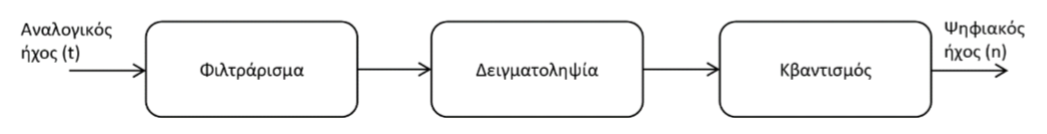 Αναλογικός
ήχος (t)
Φιλτράρισμα
Δειγματοληψία
Κβαντισμός
Ψηφιακός
ήχος (n)